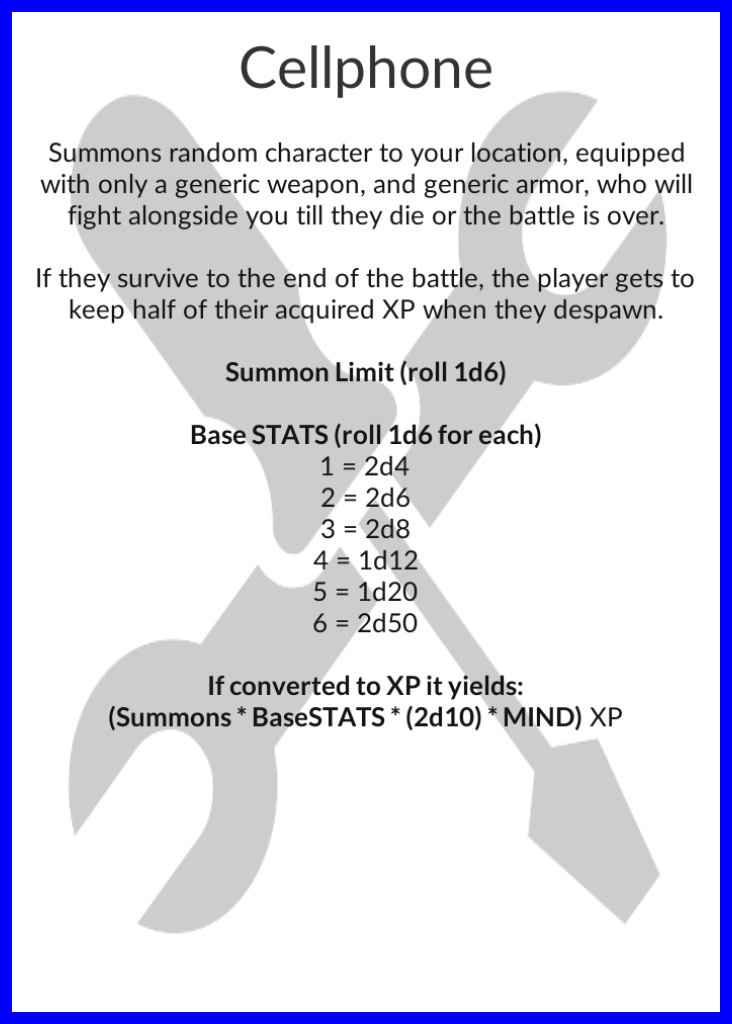 Cellphone
Summons random character to your location, equipped
with only a generic weapon, and generic armor, who will
fight alongside you till they die or the battle is over.
If they survive to the end of the battle, the player gets to
keep half of their acquired XP when they despawn.
Summon Limit (roll 1d6)
Base STATS (roll 1d6 for each)
1 = 2d4
2 = 2d6
3 = 2d8
4 = 1d12
5 = 1d20
6 = 2d50
If converted to XP it yields:
(Summons * BaseSTATS * (2d10) * MIND) XP